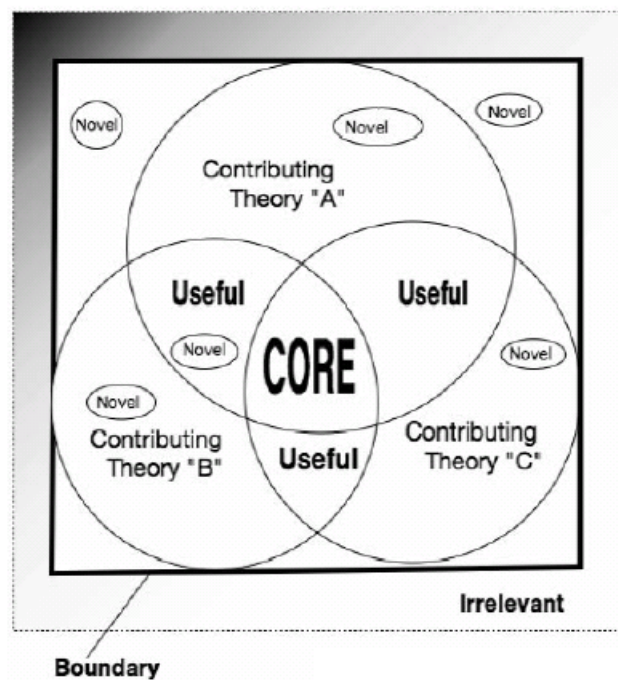 Novel
Novel
Novel
Contributing
Theory "A"
Useful
Useful
Novel
CORE
Novel
Novel
Contributing
Theory "B"
Useful
Contributing
Theory "C"
Irrelevant
Boundary